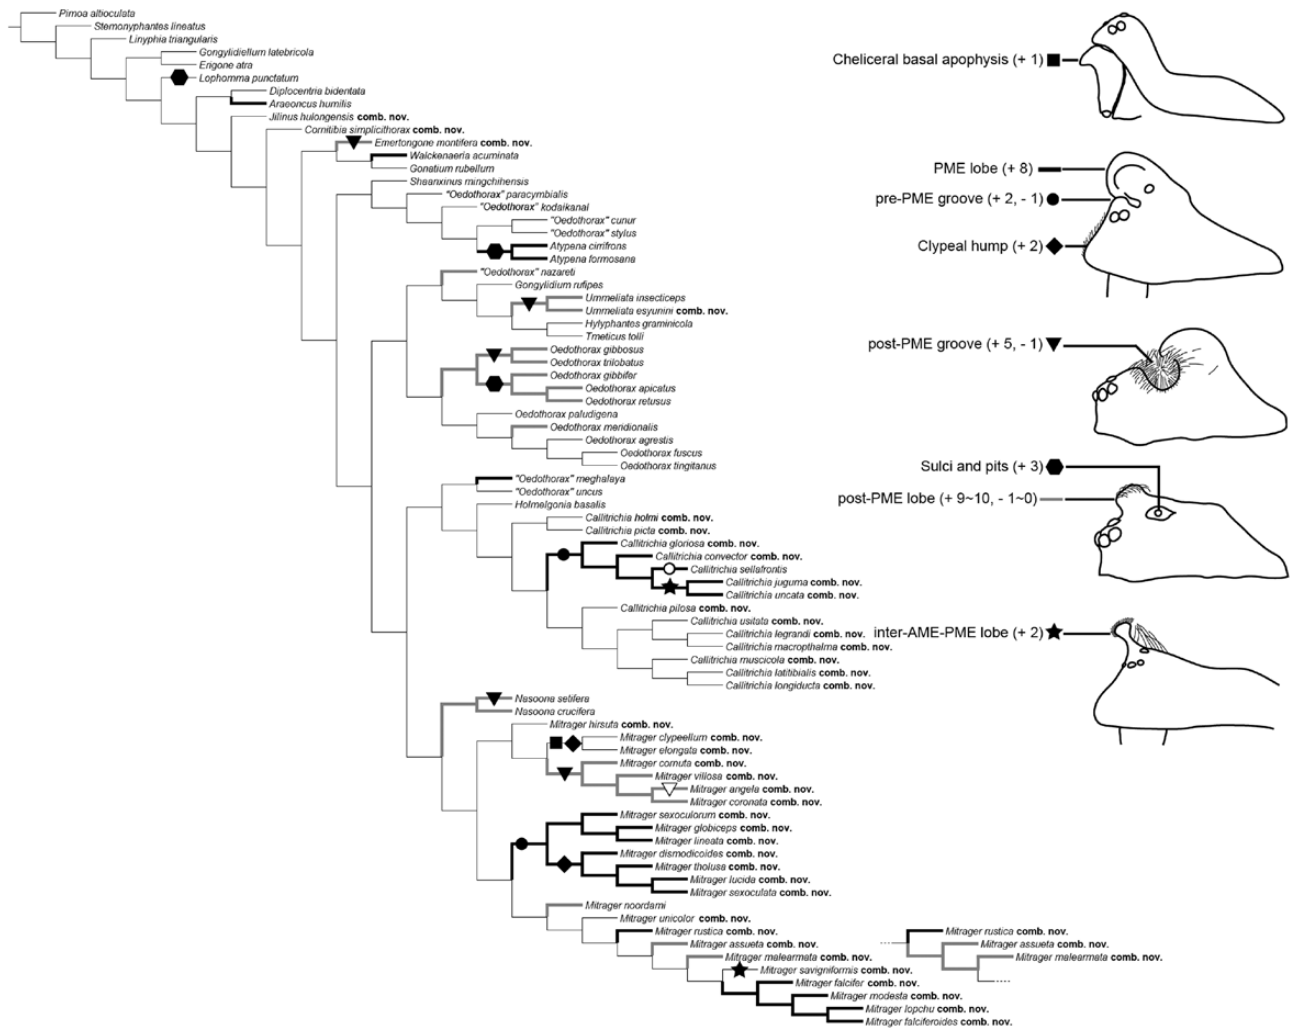 Pimoa altioculata
Stemonyphantes lineatus
Linyphia triangularis
Gongylidiellum latebricola
Erigone atra
Lophomma punctatum
Diplocentria bidentata
Araeoncus humilis
Jilinus hulongensis comb. nov.
Cornitibia simplicithorax comb. nov.
Emertongone montifera comb. nov.
Walckenaeria acuminata
Gonatium rubellum
Shaanxinus mingchihensis
"Oedothorax" paracymbialis
"Oedothorax" kodaikanal
"Oedothorax" cunur
"Oedothorax" stylus
Atypena cirrifrons
Atypena formosana
"Oedothorax" nazareti
Gongylidium rufipes
Ummeliata insecticeps
Ummeliata esyunini comb. nov.
Hylyphantes graminicola
Tmeticus tolli
Oedothorax gibbosus
Oedothorax trilobatus
Oedothorax gibbifer
Oedothorax apicatus
Oedothorax retusus
Oedothorax paludigena
Oedothorax meridionalis
Oedothorax agrestis
Oedothorax fuscus
Oedothorax tingitanus
"Oedothorax" meghalaya
"Oedothorax" uncus
Holmelgonia basalis
Callitrichia holmi comb. nov.
Callitrichia picta comb. nov.
Callitrichia gloriosa comb. nov.
Callitrichia convector comb. nov.
Callitrichia sellafrontis
Callitrichia juguma comb. nov.
Callitrichia uncata comb. nov.
Callitrichia pilosa comb. nov.
Callitrichia usitata comb. nov.
Callitrichia legrandi comb. nov.
Callitrichia macropthalma comb. nov.
Callitrichia muscicola comb. nov.
Callitrichia latitibialis comb. nov.
Callitrichia longiducta comb. nov.
Nasoona setifera
Nasoona crucifera
Mitrager hirsuta comb. nov.
Mitrager clypeellum comb. nov.
Mitrager elongata comb. nov.
Mitrager cornuta comb. nov.
Mitrager villosa comb. nov.
Mitrager angela comb. nov.
Mitrager coronata comb. nov.
Mitrager sexoculorum comb. nov.
Mitrager globiceps comb. nov.
Mitrager lineata comb. nov.
Mitrager dismodicoides comb. nov.
Mitrager tholusa comb. nov.
Mitrager lucida comb. nov.
Mitrager sexoculata comb. nov.
Mitrager noordami
Mitrager unicolor comb. nov.
Mitrager rustica comb. nov.
Mitrager assueta comb. nov.
Mitrager malearmata comb. nov.
Mitrager savigniformis comb. nov.
Mitrager falcifer comb. nov.
Mitrager modesta comb. nov.
Mitrager lopchu comb. nov.
Mitrager falciferoides comb. nov.
Cheliceral basal apophysis (+ 1)
PME lobe (+ 8)
pre-PME groove (+ 2, - 1)
Clypeal hump (+ 2)
post-PME groove (+ 5, - 1)
Sulci and pits (+ 3)
post-PME lobe (+ 9~10, - 1~0)
inter-AME-PME lobe (+ 2)
Mitrager rustica comb. nov.
Mitrager assueta comb. nov.
Mitrager malearmata comb. nov.